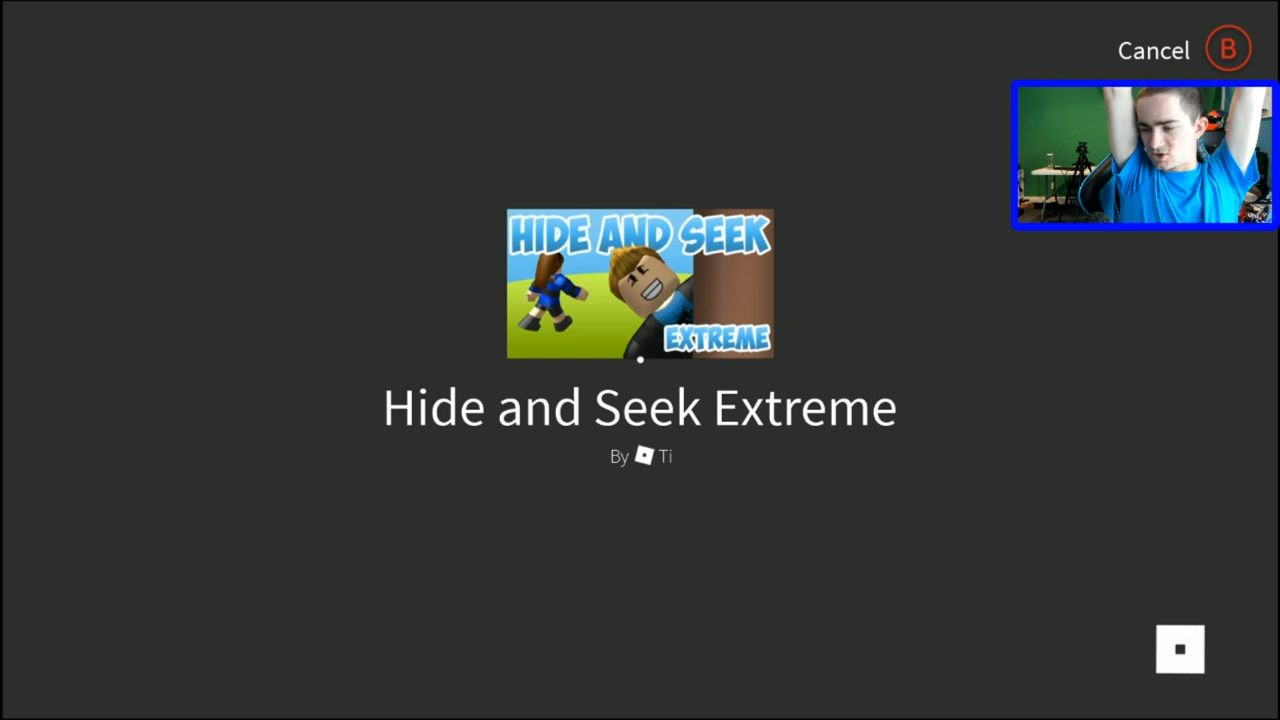 Cancel B
HIDE AND SEEK
EXTREME
Hide and Seek Extreme
By Ti